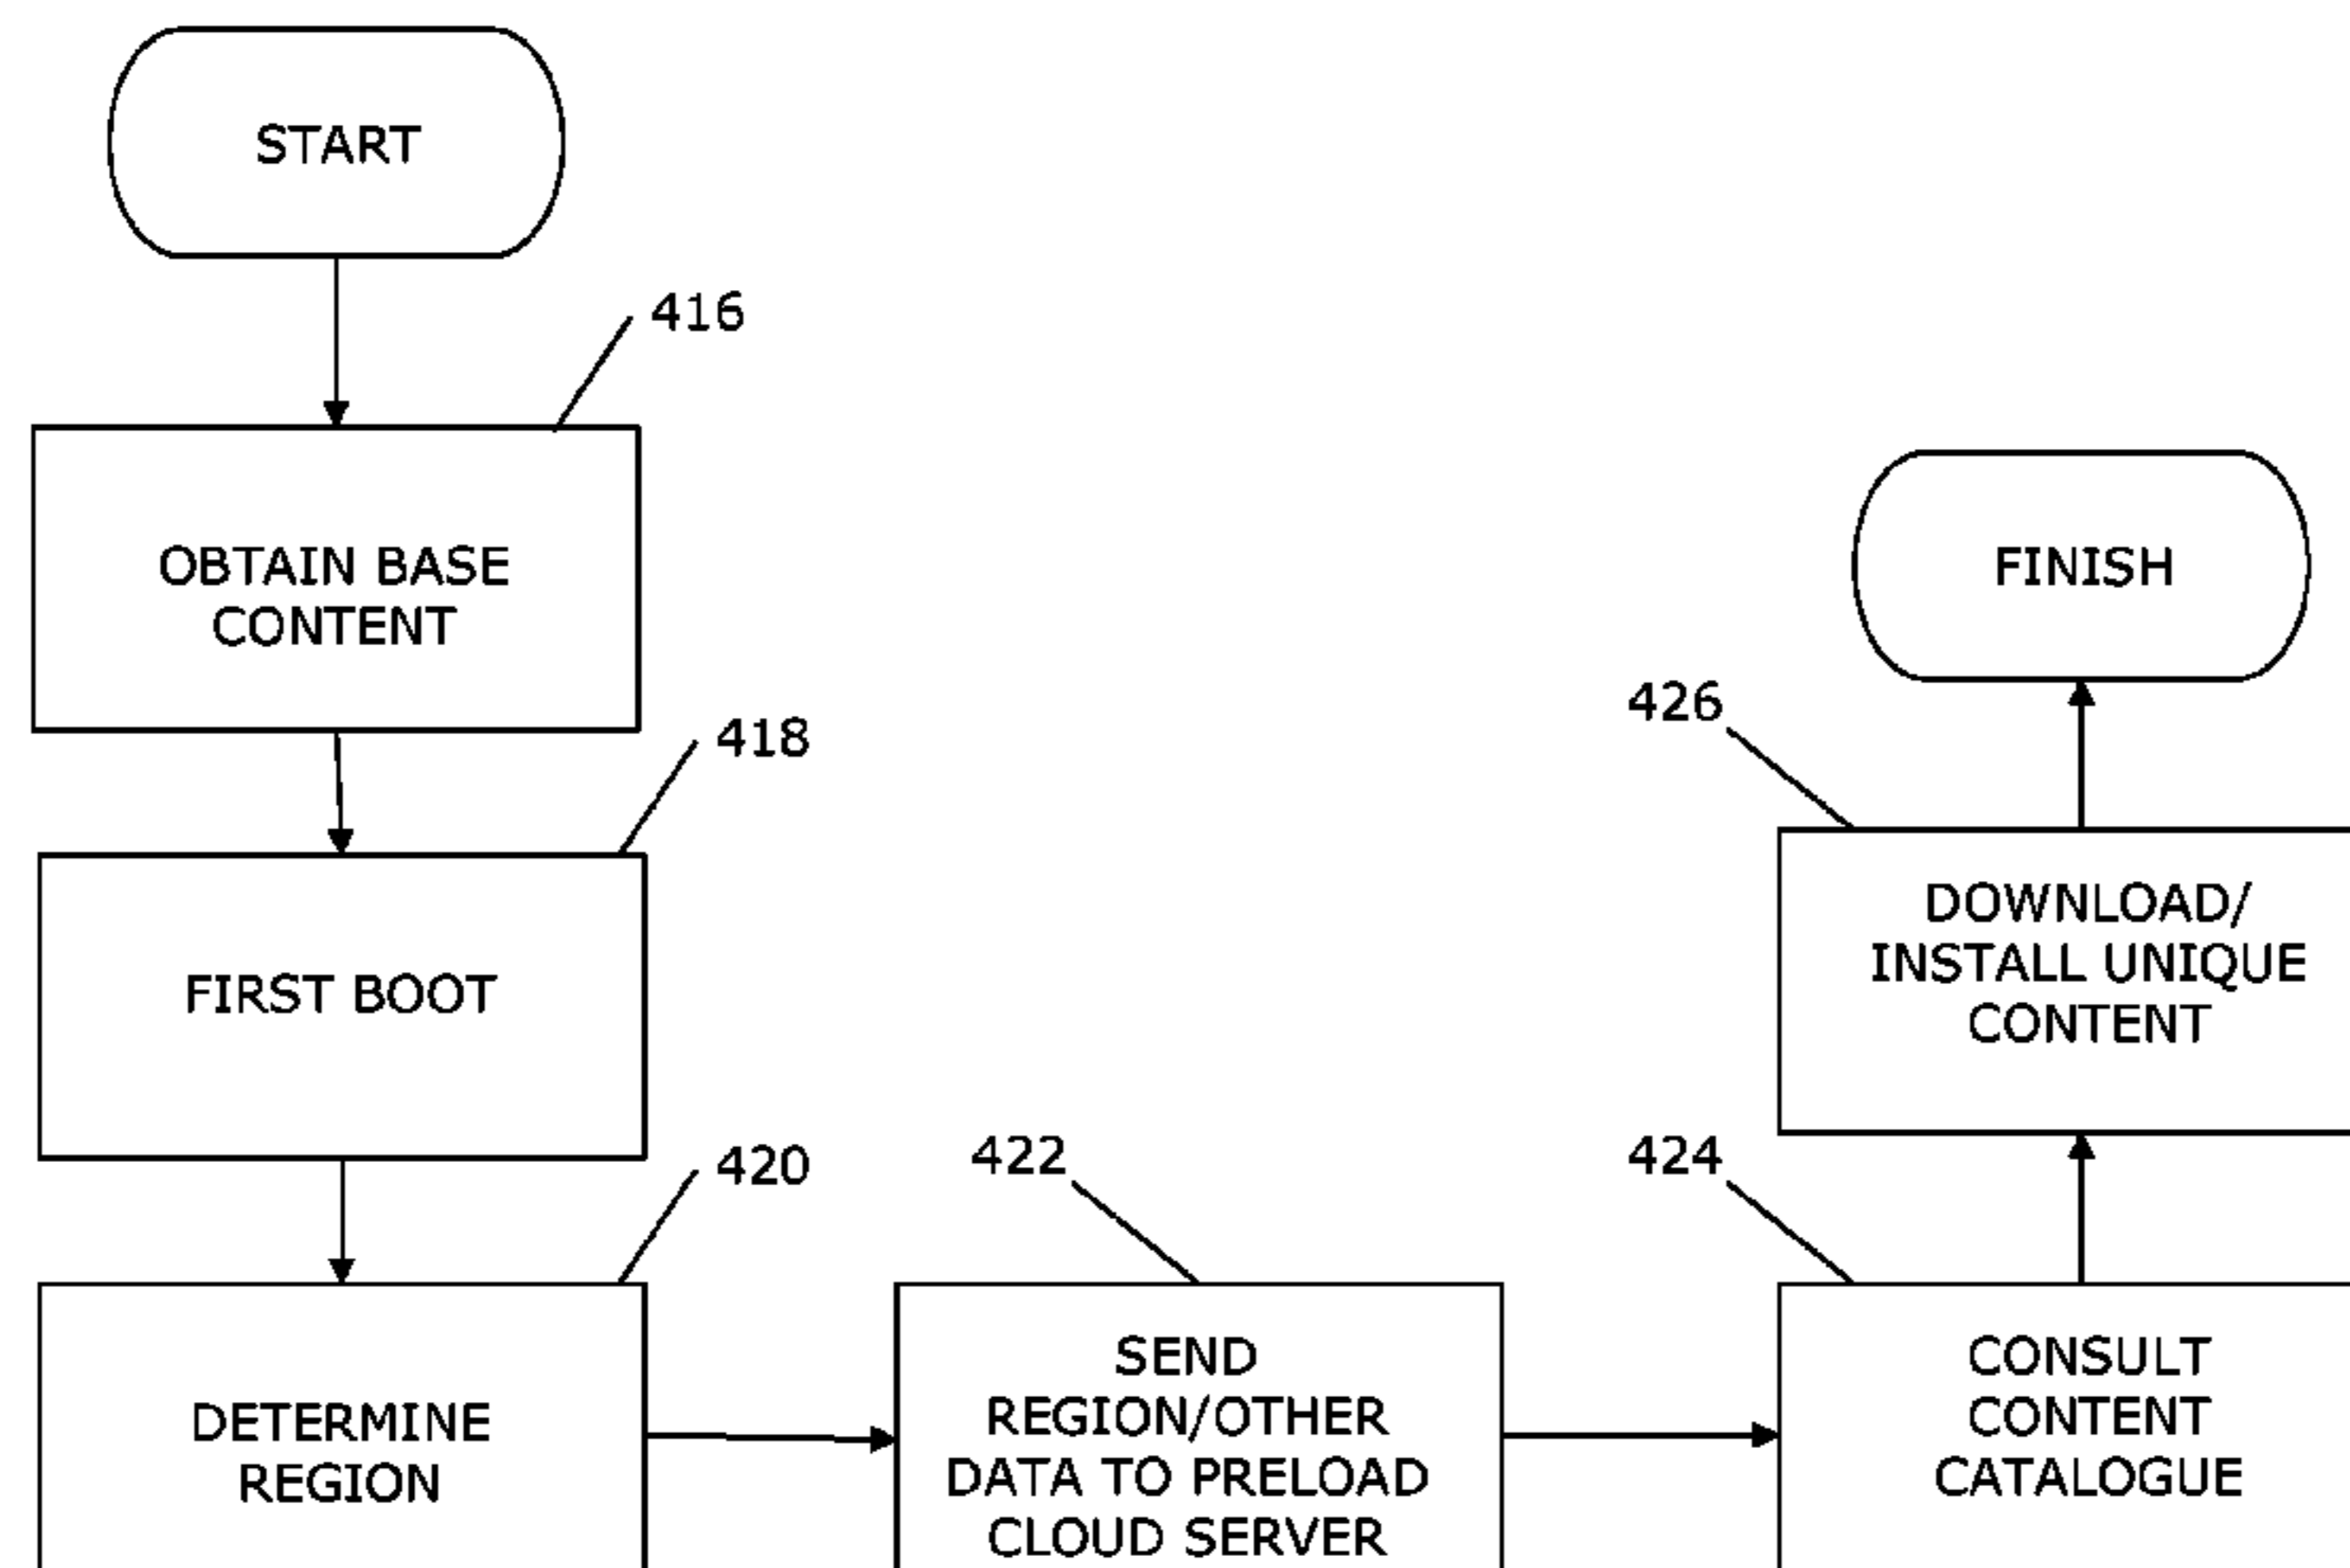 START
416
OBTAIN BASE
CONTENT
418
FIRST BOOT
420
DETERMINE
REGION
422
SEND
REGION/OTHER
DATA TO PRELOAD
CLOUD SERVER
424
CONSULT
CONTENT
CATALOGUE
426
DOWNLOAD/
INSTALL UNIQUE
CONTENT
FINISH